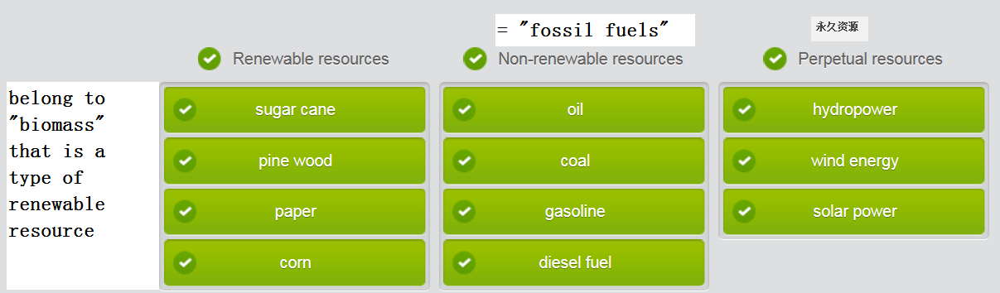 = "fossil fuels"
永久资源
Renewable resources
Non-renewable resources
Perpetual resources
belong to
"biomass"
that is a
type of
renewable
resource
sugar cane
pine wood
paper
corn
oil
coal
gasoline
diesel fuel
hydropower
wind energy
solar power